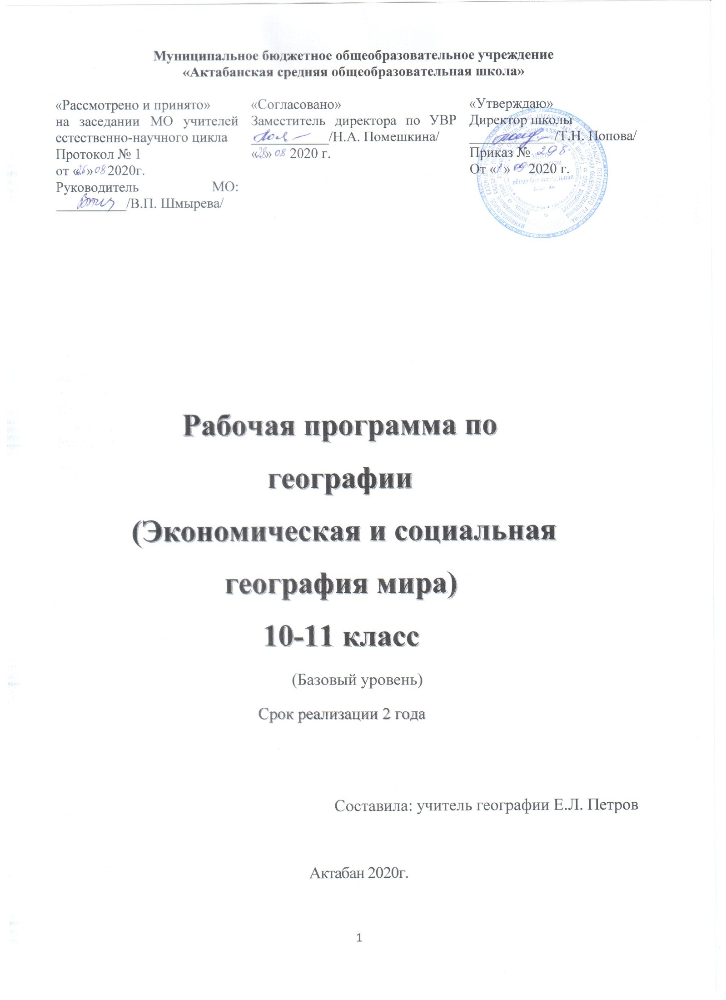 Муниципальное бюджетное общеобразовательное учреждение
«Актабанская средняя общеобразовательная школа»
«Рассмотрено и принято»
на заседании МО учителей
естественно-научного цикла
Протокол № 1
от «26» 08 2020г.
Руководитель МО:
/В.П. Шмырева/
«Согласовано»
Заместитель директора по УВР
/Н.А. Помешкина/
«28» 08 2020 г.
«Утверждаю»
Директор школы
/Т.Н. Попова/
Приказ № 298
От «1» 09 2020 г.
общеобразовательная
Рабочая программа по
географии
(Экономическая и социальная
география мира)
10-11 класс
(Базовый уровень)
Срок реализации 2 года
Составила: учитель географии Е.Л. Петров
Актабан 2020г.
1